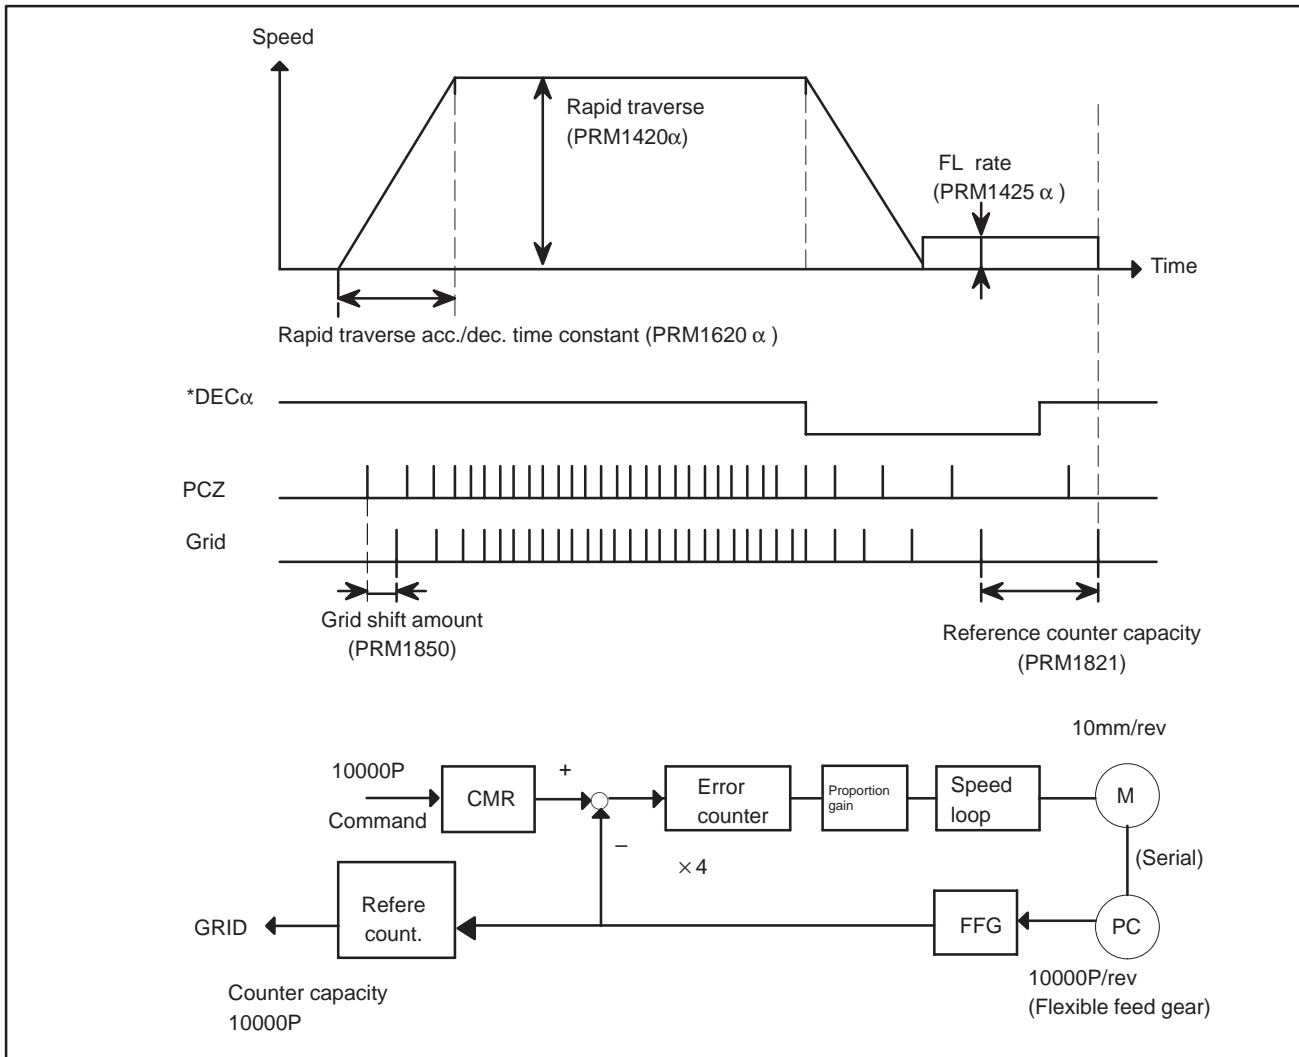 Speed
Rapid traverse
(PRM1420α)
FL rate
(PRM1425 α )
Time
Rapid traverse acc./dec. time constant (PRM1620 α )
*DECα
PCZ
Grid
Grid shift amount
(PRM1850)
Reference counter capacity
(PRM1821)
10mm/rev
10000P
Command
CMR
+
−
Error
counter
×4
Proportion
gain
Speed
loop
M
(Serial)
GRID
Refere
count.
FFG
PC
Counter capacity
10000P
10000P/rev
(Flexible feed gear)